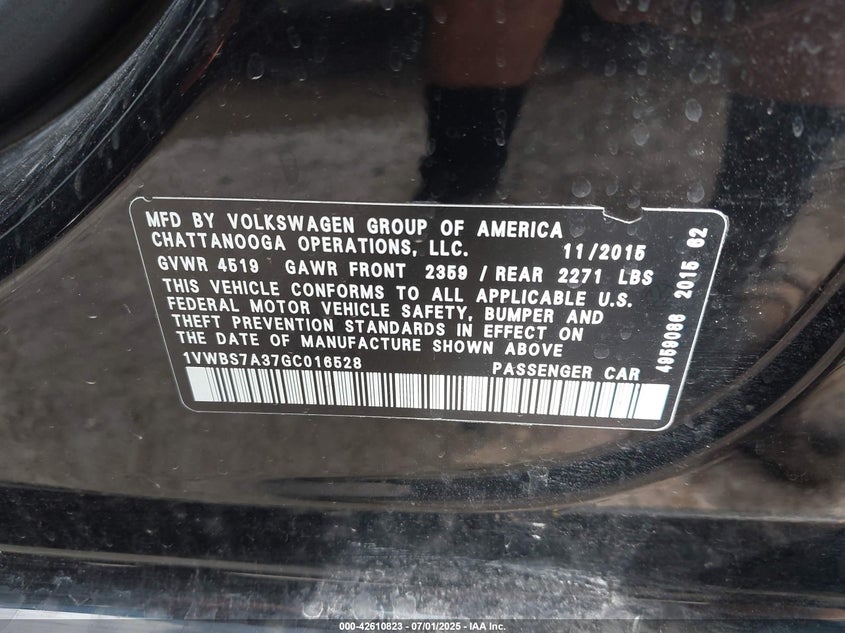 MFD BY VOLKSWAGEN GROUP OF AMERICA
CHATTANOOGA OPERATIONS, LLC. 11/2015
GVWR 4519 GAWR FRONT 2359 / REAR 2271 LBS
THIS VEHICLE CONFORMS TO ALL APPLICABLE U.S.
FEDERAL MOTOR VEHICLE SAFETY, BUMPER AND
THEFT PREVENTION STANDARDS IN EFFECT ON
THE DATE OF MANUFACTURE SHOWN ABOVE
1VWBS7A37GC016528 PASSENGER CAR
4959086 2015 62
000-42610823 - 07/01/2025 - IAA Inc.